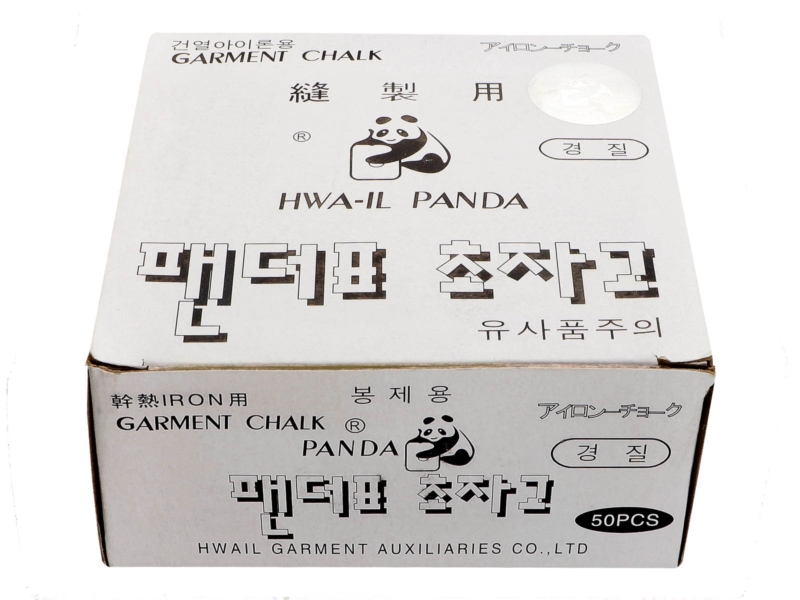 건열아이론용
アイロンーチョーク
GARMENT CHALK
縫 製 用
경 질
®
HWA-IL PANDA
팬더표 초자고
유사품주의
幹熱IRON用
봉제용
アイロンーチョーク
GARMENT CHALK ®
PANDA
경 질
팬더표 초자고
50PCS
HWAIL GARMENT AUXILIARIES CO.,LTD